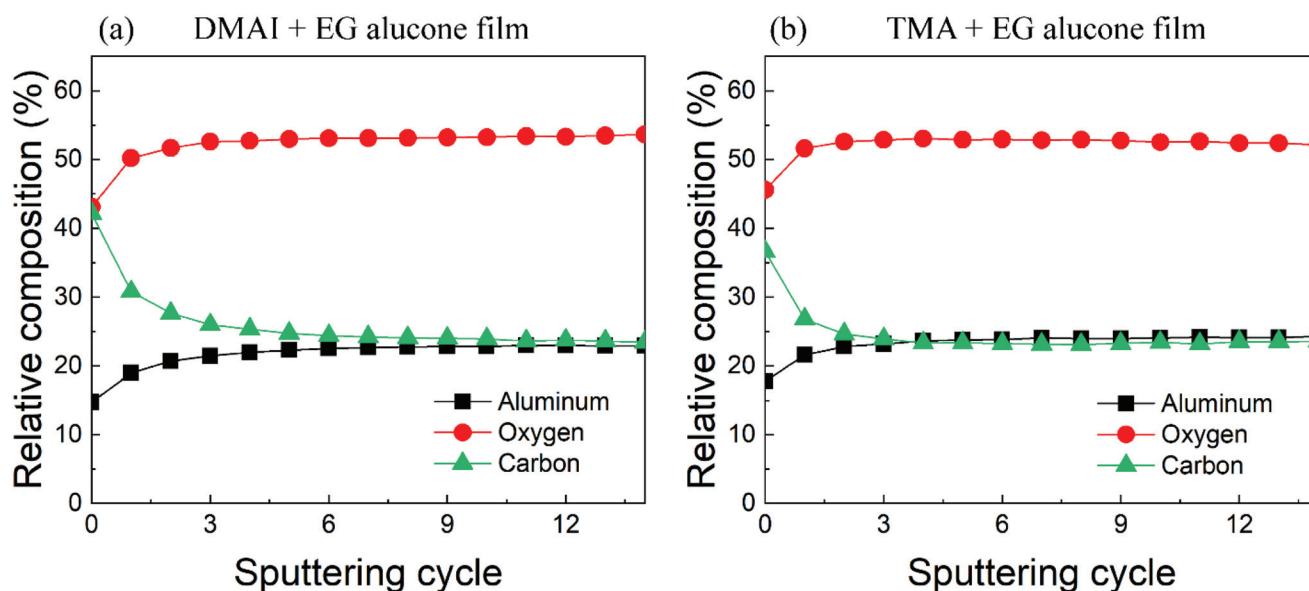 (a) DMAI + EG alucone film
Relative composition (%)
60
50
40
30
20
10
0
Aluminum
Oxygen
Carbon
0 3 6 9 12
Sputtering cycle
(b) TMA + EG alucone film
Relative composition (%)
60
50
40
30
20
10
0
Aluminum
Oxygen
Carbon
0 3 6 9 12
Sputtering cycle